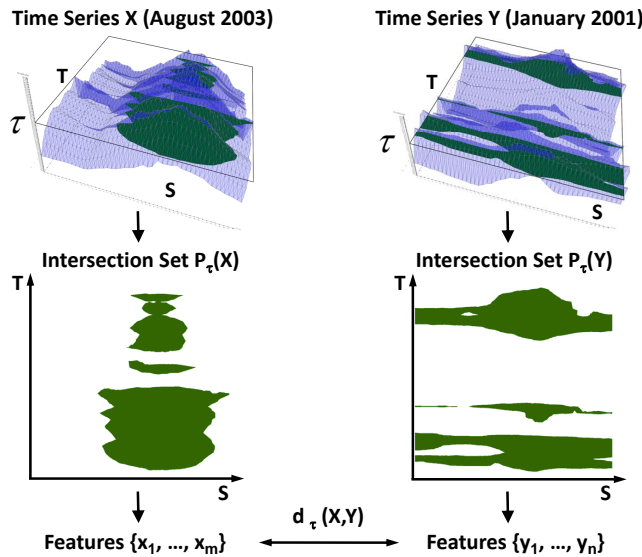 Time Series X (August 2003)
T
τ
S
Intersection Set Pτ(X)
T
S
Features {x1, ..., xm}
Time Series Y (January 2001)
T
τ
S
Intersection Set Pτ(Y)
T
S
Features {y1, ..., yn}
d τ (X,Y)